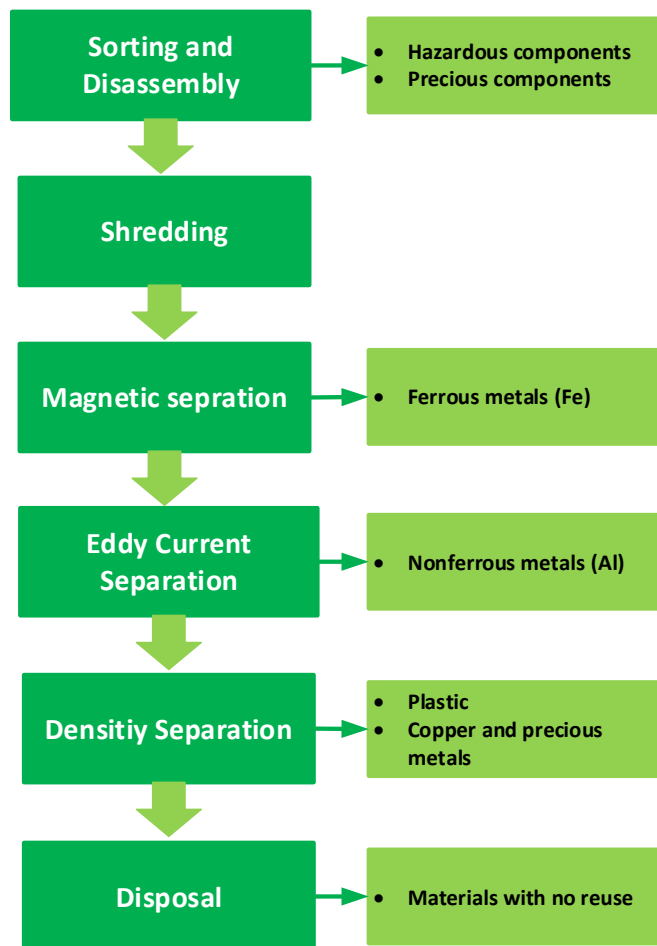 Sorting and
Disassembly
• Hazardous components
• Precious components
Shredding
Magnetic sepration
• Ferrous metals (Fe)
Eddy Current
Separation
• Nonferrous metals (Al)
Densitiy Separation
• Plastic
• Copper and precious
metals
Disposal
• Materials with no reuse